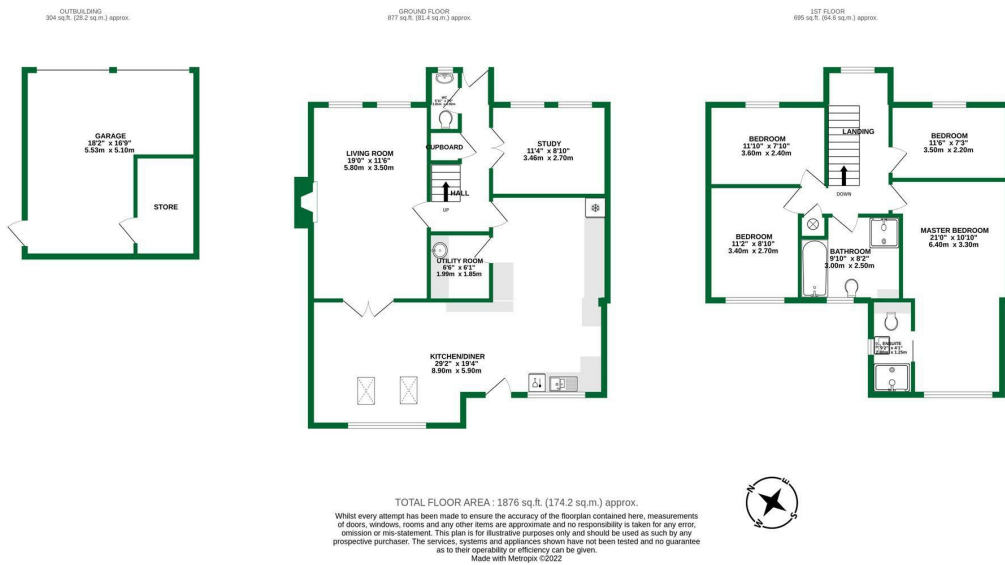 OUTBUILDING
304 sq.ft. (28.2 sq.m.) approx.
GARAGE
18'2" x 16'9"
5.53m x 5.10m
STORE
GROUND FLOOR
877 sq.ft. (81.4 sq.m.) approx.
WC
CUPBOARD
LIVING ROOM
19'0" x 11'6"
5.80m x 3.50m
STUDY
11'4" x 8'10"
3.46m x 2.70m
HALL
UP
UTILITY ROOM
6'6" x 6'1"
1.99m x 1.85m
KITCHEN/DINER
29'2" x 19'4"
8.90m x 5.90m
1ST FLOOR
695 sq.ft. (64.6 sq.m.) approx.
BEDROOM
11'10" x 7'10"
3.60m x 2.40m
LANDING
BEDROOM
11'6" x 7'3"
3.50m x 2.20m
DOWN
BEDROOM
11'2" x 8'10"
3.40m x 2.70m
BATHROOM
9'10" x 8'2"
3.00m x 2.50m
MASTER BEDROOM
21'0" x 10'10"
6.40m x 3.30m
ENSUITE
TOTAL FLOOR AREA : 1876 sq.ft. (174.2 sq.m.) approx.
Whilst every attempt has been made to ensure the accuracy of the floorplan contained here, measurements
of doors, windows, rooms and any other items are approximate and no responsibility is taken for any error,
omission or mis-statement. This plan is for illustrative purposes only and should be used as such by any
prospective purchaser. The services, systems and appliances shown have not been tested and no guarantee
as to their operability or efficiency can be given.
Made with Metropix ©2022
N
E
W
S